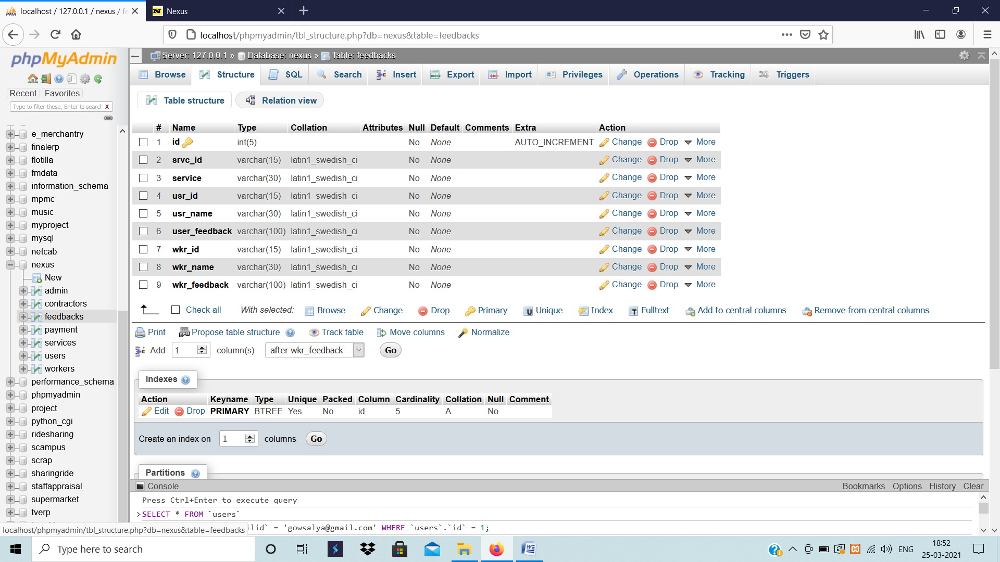 localhost / 127.0.0.1 / nexus / fe
Nexus
localhost/phpmyadmin/tbl_structure.php?db=nexus&table=feedbacks
phpMyAdmin
Recent Favorites
Type to filter these, Enter to search X
e_merchantry
finalerp
flotilla
fmdata
information_schema
mpmc
music
myproject
mysql
netcab
nexus
New
admin
contractors
feedbacks
payment
services
users
workers
performance_schema
phpmyadmin
project
python_cgi
ridesharing
scampus
scrap
sharingride
staffappraisal
supermarket
tverp
Server: 127.0.0.1 » Database: nexus » Table: feedbacks
Browse Structure SQL Search Insert Export Import Privileges Operations Tracking Triggers
Table structure Relation view
# Name Type Collation Attributes Null Default Comments Extra Action
1 id int(5) No None AUTO_INCREMENT Change Drop More
2 srvc_id varchar(15) latin1_swedish_ci No None Change Drop More
3 service varchar(30) latin1_swedish_ci No None Change Drop More
4 usr_id varchar(15) latin1_swedish_ci No None Change Drop More
5 usr_name varchar(30) latin1_swedish_ci No None Change Drop More
6 user_feedback varchar(100) latin1_swedish_ci No None Change Drop More
7 wkr_id varchar(15) latin1_swedish_ci No None Change Drop More
8 wkr_name varchar(30) latin1_swedish_ci No None Change Drop More
9 wkr_feedback varchar(100) latin1_swedish_ci No None Change Drop More
Check all With selected: Browse Change Drop Primary Unique Index Fulltext Add to central columns Remove from central columns
Print Propose table structure Track table Move columns Normalize
Add 1 column(s) after wkr_feedback Go
Indexes
Action Keyname Type Unique Packed Column Cardinality Collation Null Comment
Edit Drop PRIMARY BTREE Yes No id 5 A No
Create an index on 1 columns Go
Partitions
Console Bookmarks Options History Clear
Press Ctrl+Enter to execute query
>SELECT * FROM `users`
ilid` = 'gowsalya@gmail.com' WHERE `users`.`id` = 1;
localhost/phpmyadmin/tbl_structure.php?db=nexus&table=feedbacks
Type here to search
ENG
18:52
25-03-2021